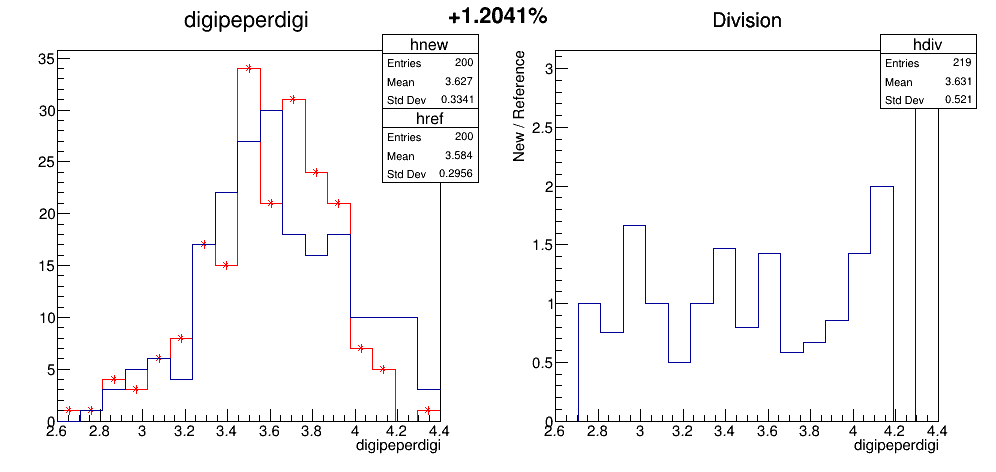 +1.2041%
digipeperdigi
hnew
Entries 200
Mean 3.627
Std Dev 0.3341
href
Entries 200
Mean 3.584
Std Dev 0.2956
35
30
25
20
15
10
5
0
2.6 2.8 3 3.2 3.4 3.6 3.8 4 4.2 4.4
digipeperdigi
Division
hdiv
Entries 219
Mean 3.631
Std Dev 0.521
New / Reference
3
2.5
2
1.5
1
0.5
0
2.6 2.8 3 3.2 3.4 3.6 3.8 4 4.2 4.4
digipeperdigi